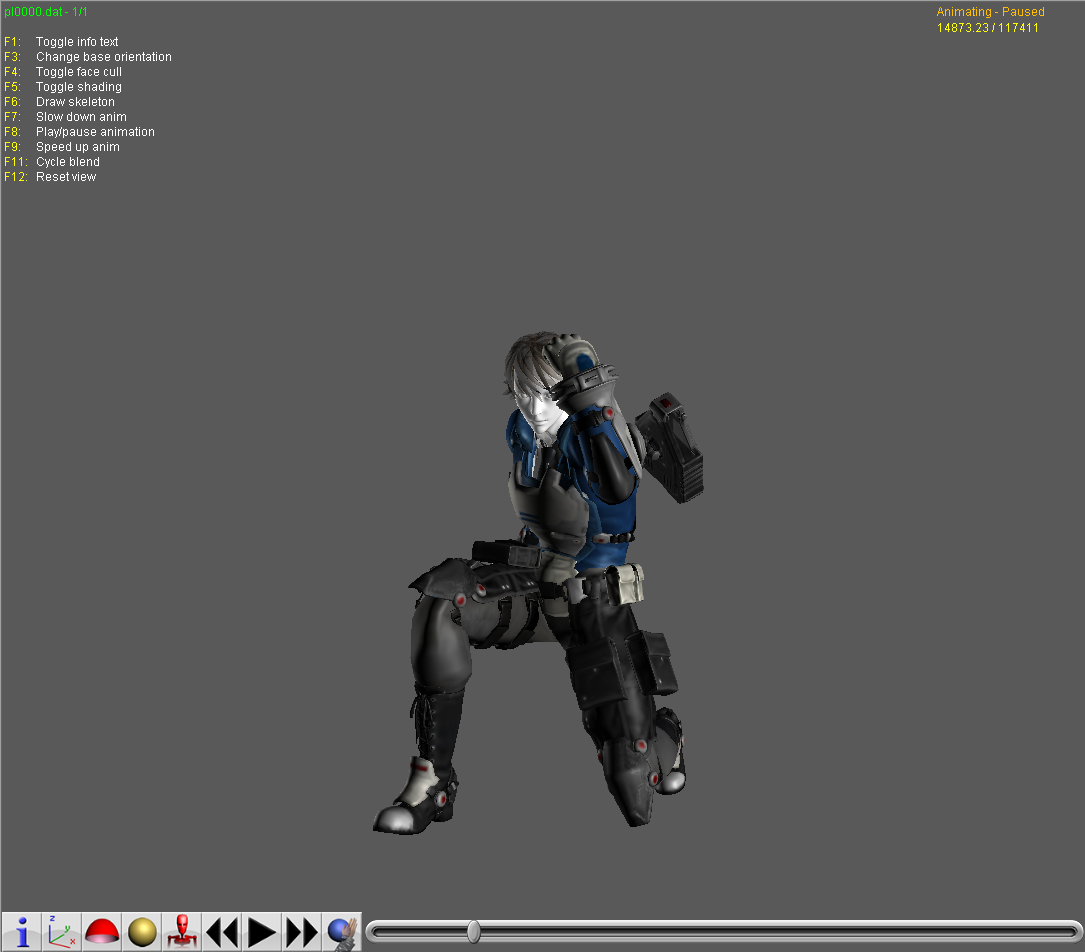 pl0000.dat - 1/1
Animating - Paused
14873.23 / 117411
F1: Toggle info text
F3: Change base orientation
F4: Toggle face cull
F5: Toggle shading
F6: Draw skeleton
F7: Slow down anim
F8: Play/pause animation
F9: Speed up anim
F11: Cycle blend
F12: Reset view
z
y
x